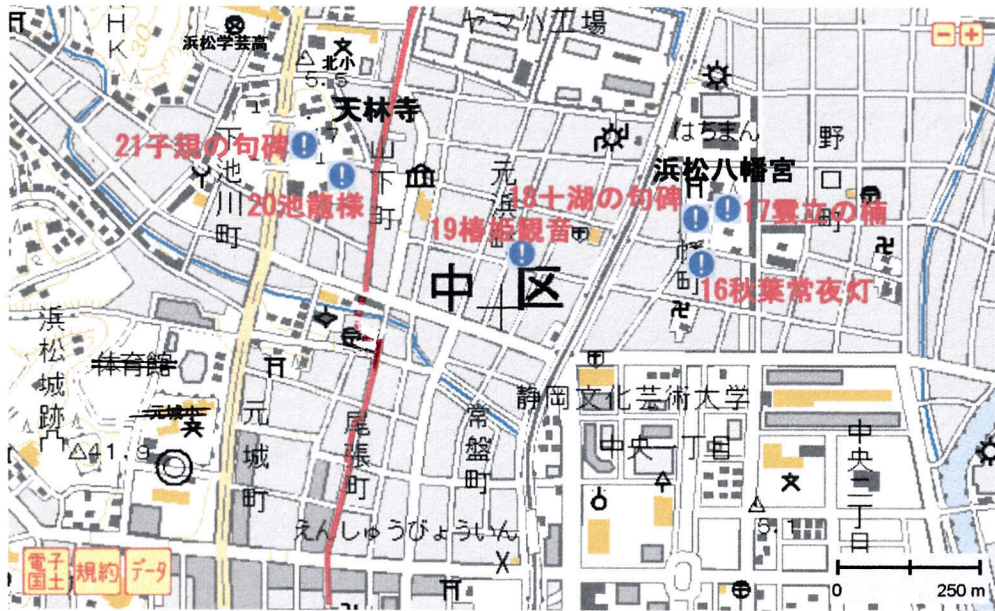 ヤマハ工場
HK
30
浜松学芸高
北小
5.5
天林寺
はちまん
野口町
21子規の句碑
下池川町
山下町
浜松八幡宮
20池龍様
18十湖の句碑
17雲立の楠
19椿姫観音
中区
16秋葉常夜灯
浜松城跡
体育館
静岡文化芸術大学
元城小
41.9
元城町
尾張町
常盤町
中央一丁目
中央二丁目
5.1
えんしゅうびょういん
電子国土
規約
データ
0
250 m